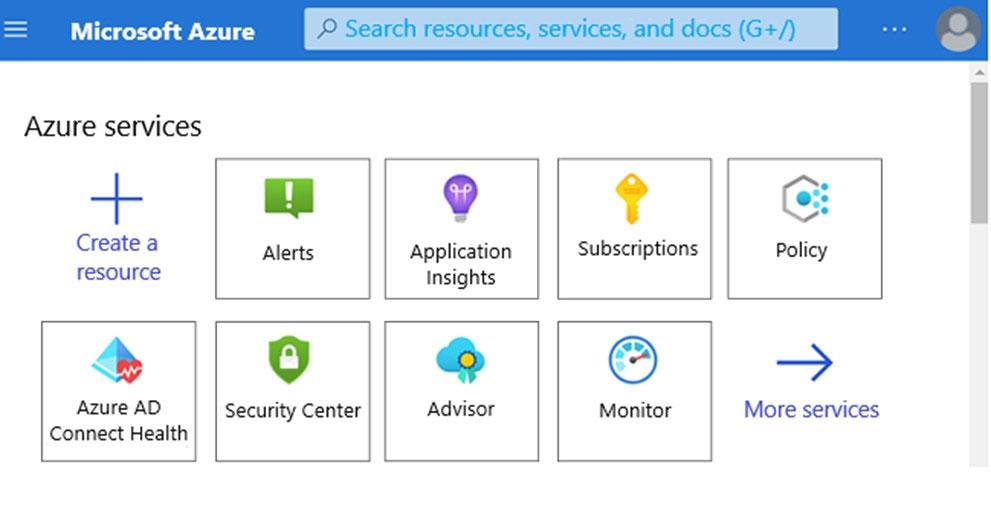 Microsoft Azure
Search resources, services, and docs (G+/)
...
Azure services
Create a
resource
Alerts
Application
Insights
Subscriptions
Policy
Azure AD
Connect Health
Security Center
Advisor
Monitor
More services